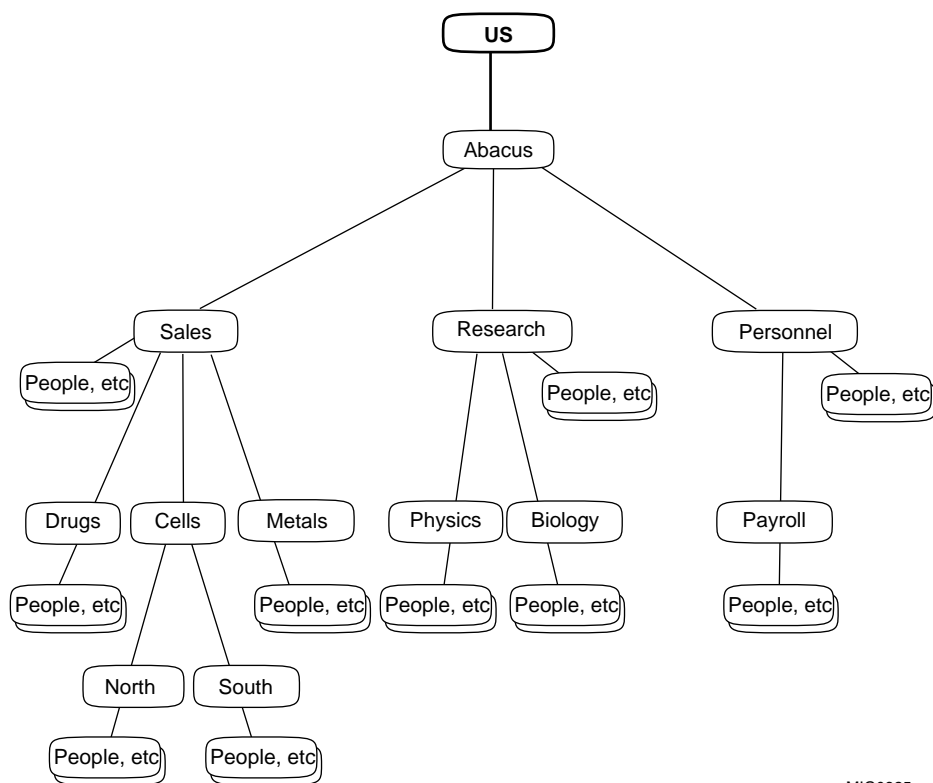 US
Abacus
Sales
Research
Personnel
People, etc
People, etc
People, etc
Drugs
Cells
Metals
Physics
Biology
Payroll
People, etc
People, etc
People, etc
People, etc
People, etc
North
South
People, etc
People, etc